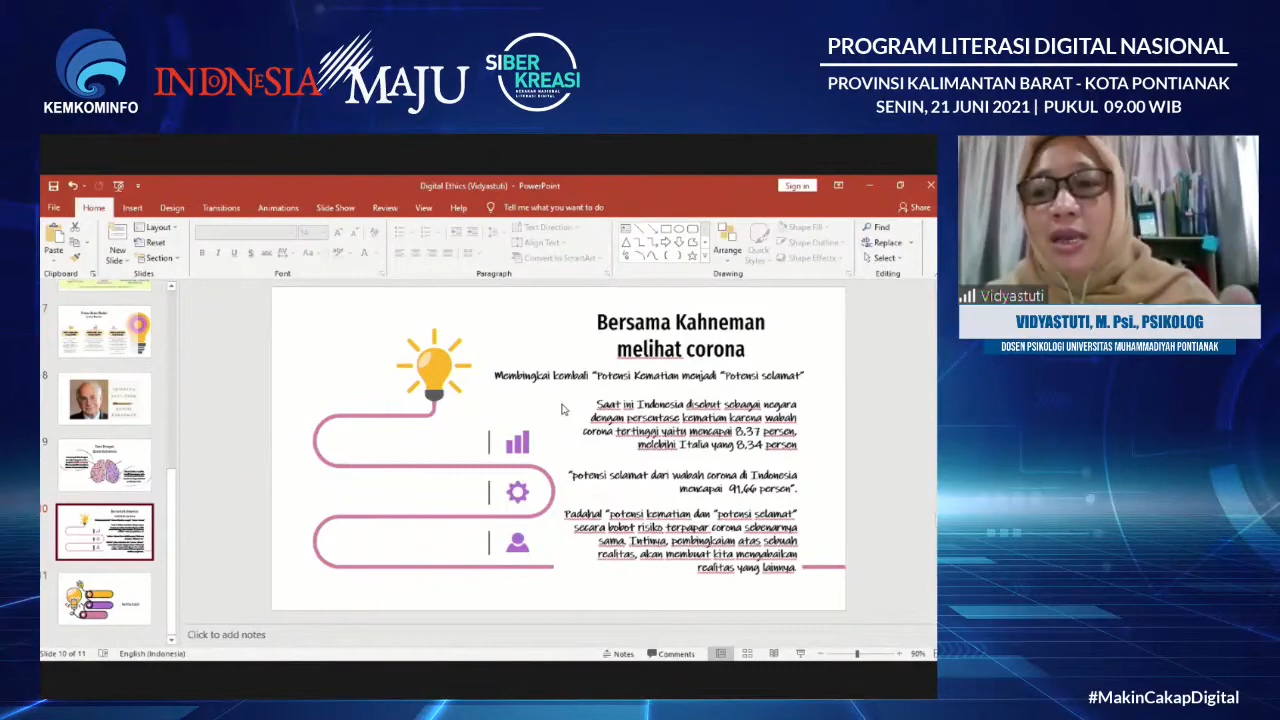 KEMKOMINFO
INDONESIA MAJU
SIBER KREASI
PROGRAM LITERASI DIGITAL NASIONAL
PROVINSI KALIMANTAN BARAT - KOTA PONTIANAK
SENIN, 21 JUNI 2021 | PUKUL 09.00 WIB
Digital Ethics (Vidyastuti) - PowerPoint
Sign in
File Home Insert Design Transitions Animations Slide Show Review View Help Tell me what you want to do Share
Paste
New Slide
Layout
Reset
Section
Text Direction
Align Text
Convert to SmartArt
Arrange
Quick Styles
Shape Fill
Shape Outline
Shape Effects
Find
Replace
Select
Clipboard Slides Font Paragraph Drawing Editing
7
8
9
Bersama Kahneman
melihat corona
Membingkai kembali "Potensi Kematian menjadi "Potensi selamat"
Saat ini Indonesia disebut sebagai negara
dengan persentase kematian karena wabah
corona tertinggi yaitu mencapai 8.37 persen,
melebihi Italia yang 8,34 persen
"potensi selamat dari wabah corona di Indonesia
mencapai 91,66 persen".
Padahal "potensi kematian dan "potensi selamat"
secara bobot risiko terpapar corona sebenarnya
sama. Intinya, pembingkaian atas sebuah
realitas, akan membuat kita mengabaikan
realitas yang lainnya.
Click to add notes
Slide 10 of 11 English (Indonesia) Notes Comments 90%
Vidyastuti
VIDYASTUTI, M. Psi., PSIKOLOG
DOSEN PSIKOLOGI UNIVERSITAS MUHAMMADIYAH PONTIANAK
#MakinCakapDigital